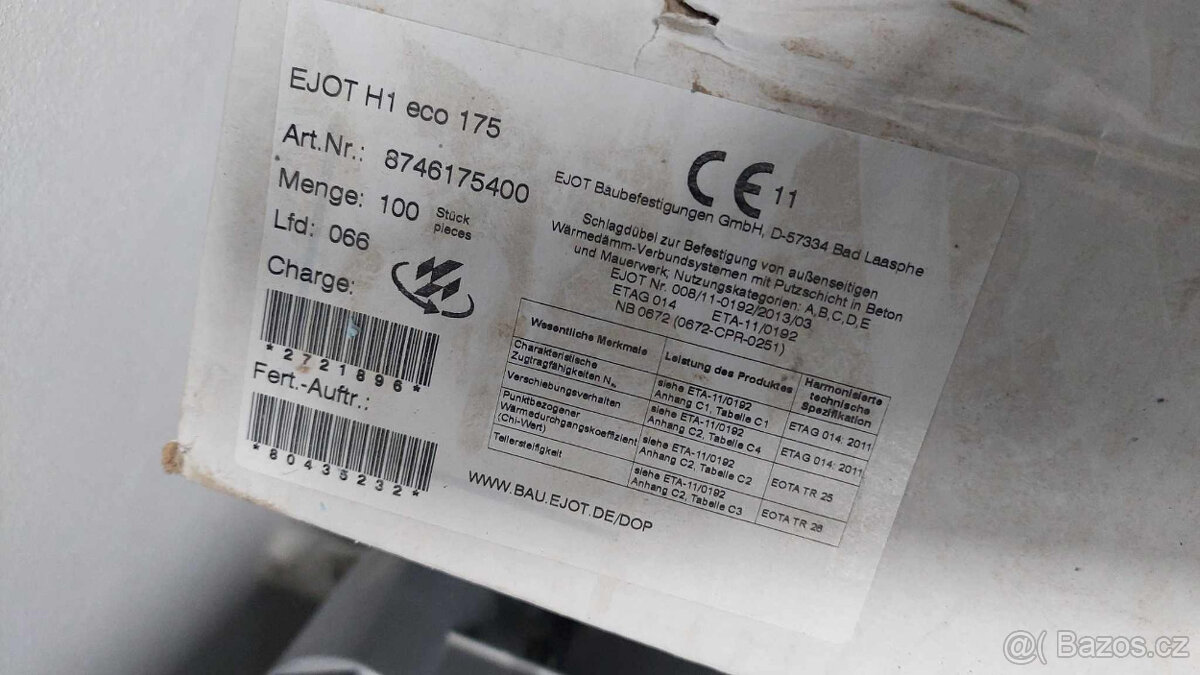 EJOT H1 eco 175
Art.Nr.: 8746175400
Menge: 100 Stück
pieces
Lfd: 066
Charge:
*2721896*
Fert.-Auftr.:
*80435232*
CE 11
EJOT Baubefestigungen GmbH, D-57334 Bad Laasphe
Schlagdübel zur Befestigung von außenseitigen
Wärmedämm-Verbundsystemen mit Putzschicht in Beton
und Mauerwerk; Nutzungskategorien: A,B,C,D,E
EJOT Nr. 008/11-0192/2013/03
ETAG 014 ETA-11/0192
NB 0672 (0672-CPR-0251)
Wesentliche Merkmale
Leistung des Produktes
Harmonisierte
technische
Spezifikation
Charakteristische
Zugtragfähigkeiten
siehe ETA-11/0192
Anhang C1, Tabelle C1
ETAG 014: 2011
Verschiebungsverhalten
siehe ETA-11/0192
Anhang C2, Tabelle C4
ETAG 014: 2011
Punktbezogener
Wärmedurchgangskoeffizient
(Chi-Wert)
siehe ETA-11/0192
Anhang C2, Tabelle C2
EOTA TR 25
Tellersteifigkeit
siehe ETA-11/0192
Anhang C2, Tabelle C3
EOTA TR 26
WWW.BAU.EJOT.DE/DOP
@( Bazos.cz